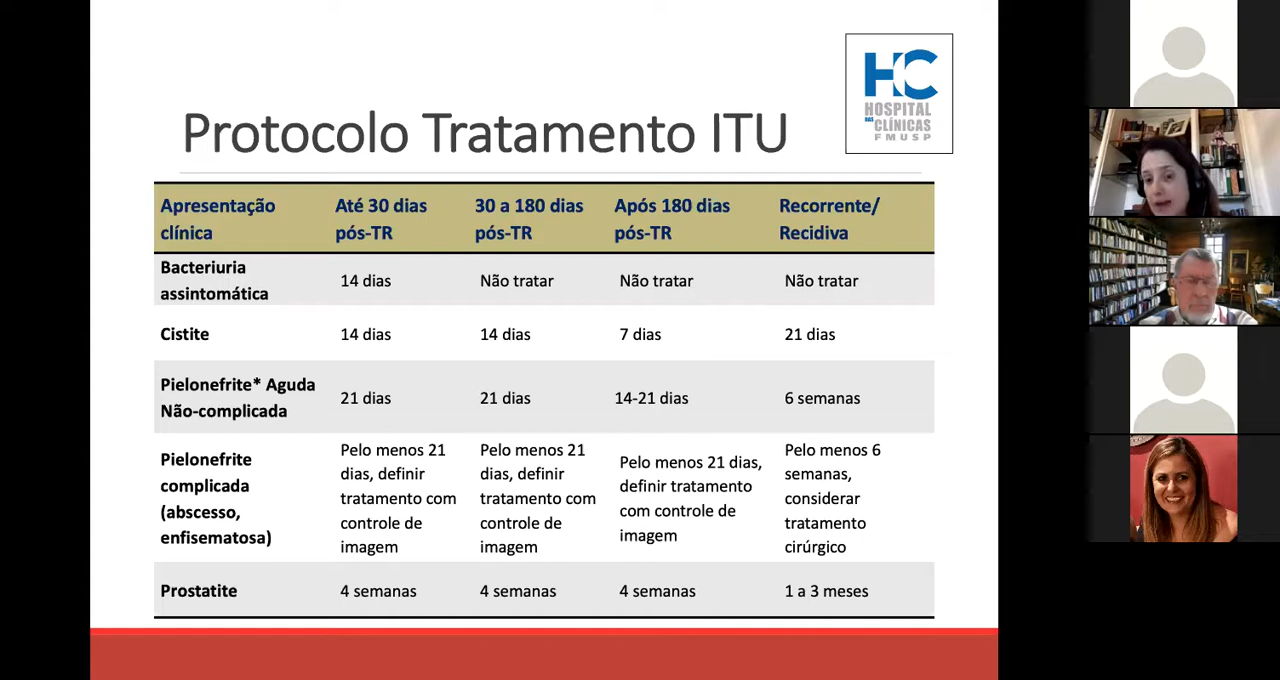 HC
HOSPITAL
DAS CLÍNICAS
FMUSP
Protocolo Tratamento ITU
Apresentação clínica
Até 30 dias pós-TR
30 a 180 dias pós-TR
Após 180 dias pós-TR
Recorrente/ Recidiva
Bacteriuria assintomática
14 dias
Não tratar
Não tratar
Não tratar
Cistite
14 dias
14 dias
7 dias
21 dias
Pielonefrite* Aguda Não-complicada
21 dias
21 dias
14-21 dias
6 semanas
Pielonefrite complicada (abscesso, enfisematosa)
Pelo menos 21 dias, definir tratamento com controle de imagem
Pelo menos 21 dias, definir tratamento com controle de imagem
Pelo menos 21 dias, definir tratamento com controle de imagem
Pelo menos 6 semanas, considerar tratamento cirúrgico
Prostatite
4 semanas
4 semanas
4 semanas
1 a 3 meses